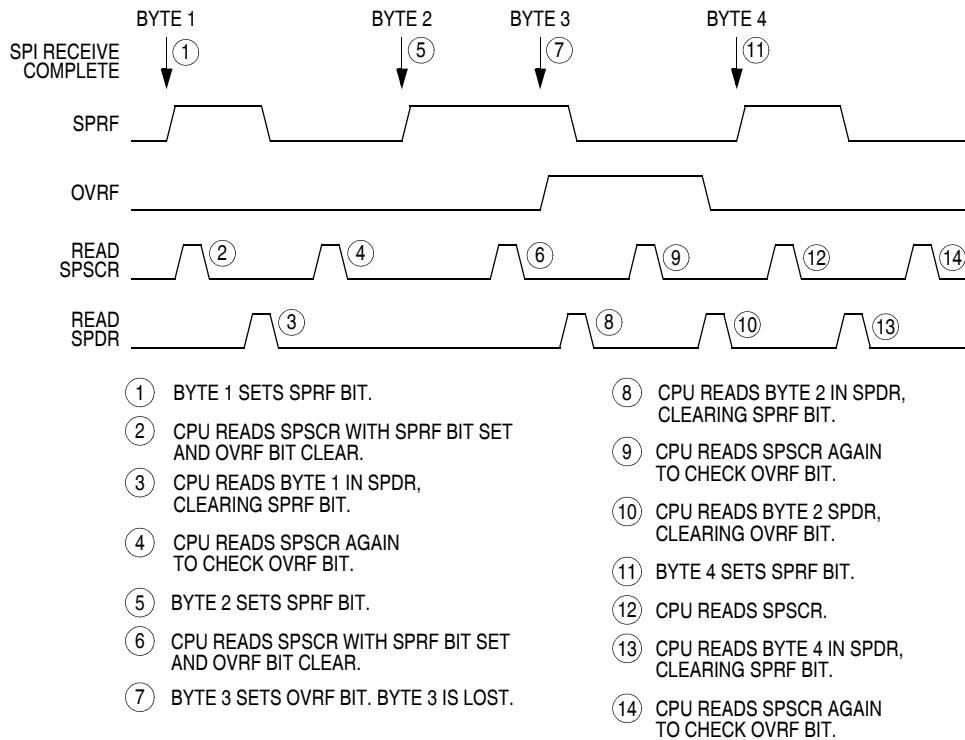 BYTE 1 BYTE 2 BYTE 3 BYTE 4
SPI RECEIVE
COMPLETE
1 5 7 11
SPRF
OVRF
READ
SPSCR
2 4 6 9 12 14
READ
SPDR
3 8 10 13
1 BYTE 1 SETS SPRF BIT.
2 CPU READS SPSCR WITH SPRF BIT SET
AND OVRF BIT CLEAR.
3 CPU READS BYTE 1 IN SPDR,
CLEARING SPRF BIT.
4 CPU READS SPSCR AGAIN
TO CHECK OVRF BIT.
5 BYTE 2 SETS SPRF BIT.
6 CPU READS SPSCR WITH SPRF BIT SET
AND OVRF BIT CLEAR.
7 BYTE 3 SETS OVRF BIT. BYTE 3 IS LOST.
8 CPU READS BYTE 2 IN SPDR,
CLEARING SPRF BIT.
9 CPU READS SPSCR AGAIN
TO CHECK OVRF BIT.
10 CPU READS BYTE 2 SPDR,
CLEARING OVRF BIT.
11 BYTE 4 SETS SPRF BIT.
12 CPU READS SPSCR.
13 CPU READS BYTE 4 IN SPDR,
CLEARING SPRF BIT.
14 CPU READS SPSCR AGAIN
TO CHECK OVRF BIT.